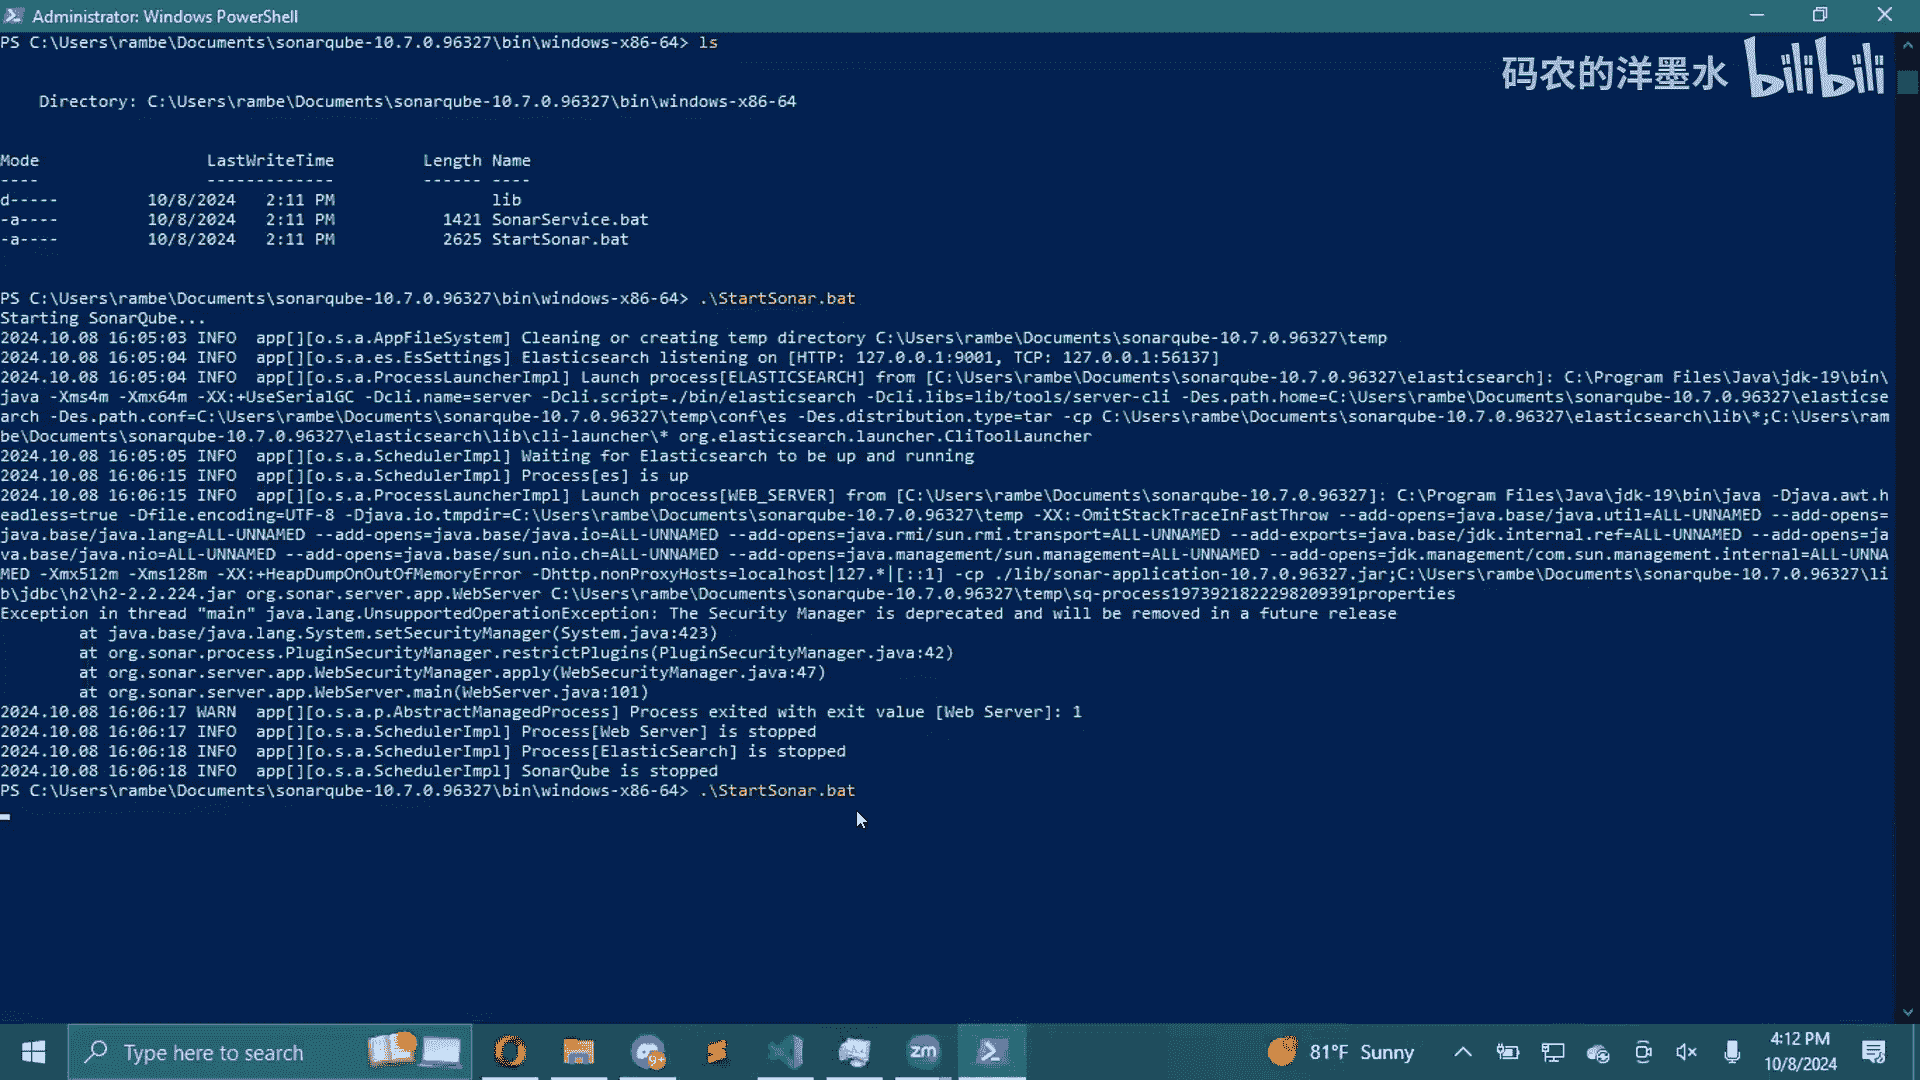 Administrator: Windows PowerShell
PS C:\Users\rambe\Documents\sonarqube-10.7.0.96327\bin\windows-x86-64> ls
码农的洋墨水 bilibili
Directory: C:\Users\rambe\Documents\sonarqube-10.7.0.96327\bin\windows-x86-64
Mode LastWriteTime Length Name
---- ------------- ------ ----
d----- 10/8/2024 2:11 PM lib
-a---- 10/8/2024 2:11 PM 1421 SonarService.bat
-a---- 10/8/2024 2:11 PM 2625 StartSonar.bat
PS C:\Users\rambe\Documents\sonarqube-10.7.0.96327\bin\windows-x86-64> .\StartSonar.bat
Starting SonarQube...
2024.10.08 16:05:03 INFO app[][o.s.a.AppFileSystem] Cleaning or creating temp directory C:\Users\rambe\Documents\sonarqube-10.7.0.96327\temp
2024.10.08 16:05:04 INFO app[][o.s.a.es.EsSettings] Elasticsearch listening on [HTTP: 127.0.0.1:9001, TCP: 127.0.0.1:56137]
2024.10.08 16:05:04 INFO app[][o.s.a.ProcessLauncherImpl] Launch process[ELASTICSEARCH] from [C:\Users\rambe\Documents\sonarqube-10.7.0.96327\elasticsearch]: C:\Program Files\Java\jdk-19\bin\
java -Xms4m -Xmx64m -XX:+UseSerialGC -Dcli.name=server -Dcli.script=./bin/elasticsearch -Dcli.libs=lib/tools/server-cli -Des.path.home=C:\Users\rambe\Documents\sonarqube-10.7.0.96327\elasticse
arch -Des.path.conf=C:\Users\rambe\Documents\sonarqube-10.7.0.96327\temp\conf\es -Des.distribution.type=tar -cp C:\Users\rambe\Documents\sonarqube-10.7.0.96327\elasticsearch\lib\*;C:\Users\ram
be\Documents\sonarqube-10.7.0.96327\elasticsearch\lib\cli-launcher\* org.elasticsearch.launcher.CliToolLauncher
2024.10.08 16:05:05 INFO app[][o.s.a.SchedulerImpl] Waiting for Elasticsearch to be up and running
2024.10.08 16:06:15 INFO app[][o.s.a.SchedulerImpl] Process[es] is up
2024.10.08 16:06:15 INFO app[][o.s.a.ProcessLauncherImpl] Launch process[WEB_SERVER] from [C:\Users\rambe\Documents\sonarqube-10.7.0.96327]: C:\Program Files\Java\jdk-19\bin\java -Djava.awt.h
eadless=true -Dfile.encoding=UTF-8 -Djava.io.tmpdir=C:\Users\rambe\Documents\sonarqube-10.7.0.96327\temp -XX:-OmitStackTraceInFastThrow --add-opens=java.base/java.util=ALL-UNNAMED --add-opens=
java.base/java.lang=ALL-UNNAMED --add-opens=java.base/java.io=ALL-UNNAMED --add-opens=java.rmi/sun.rmi.transport=ALL-UNNAMED --add-exports=java.base/jdk.internal.ref=ALL-UNNAMED --add-opens=ja
va.base/java.nio=ALL-UNNAMED --add-opens=java.base/sun.nio.ch=ALL-UNNAMED --add-opens=java.management/sun.management=ALL-UNNAMED --add-opens=jdk.management/com.sun.management.internal=ALL-UNNA
MED -Xmx512m -Xms128m -XX:+HeapDumpOnOutOfMemoryError -Dhttp.nonProxyHosts=localhost|127.*|[::1] -cp ./lib/sonar-application-10.7.0.96327.jar;C:\Users\rambe\Documents\sonarqube-10.7.0.96327\li
b\jdbc\h2\h2-2.2.224.jar org.sonar.server.app.WebServer C:\Users\rambe\Documents\sonarqube-10.7.0.96327\temp\sq-process1973921822298209391properties
Exception in thread "main" java.lang.UnsupportedOperationException: The Security Manager is deprecated and will be removed in a future release
at java.base/java.lang.System.setSecurityManager(System.java:423)
at org.sonar.process.PluginSecurityManager.restrictPlugins(PluginSecurityManager.java:42)
at org.sonar.server.app.WebSecurityManager.apply(WebSecurityManager.java:47)
at org.sonar.server.app.WebServer.main(WebServer.java:101)
2024.10.08 16:06:17 WARN app[][o.s.a.p.AbstractManagedProcess] Process exited with exit value [Web Server]: 1
2024.10.08 16:06:17 INFO app[][o.s.a.SchedulerImpl] Process[Web Server] is stopped
2024.10.08 16:06:18 INFO app[][o.s.a.SchedulerImpl] Process[ElasticSearch] is stopped
2024.10.08 16:06:18 INFO app[][o.s.a.SchedulerImpl] SonarQube is stopped
PS C:\Users\rambe\Documents\sonarqube-10.7.0.96327\bin\windows-x86-64> .\StartSonar.bat
Type here to search 9+ zm 81°F Sunny 4:12 PM
10/8/2024